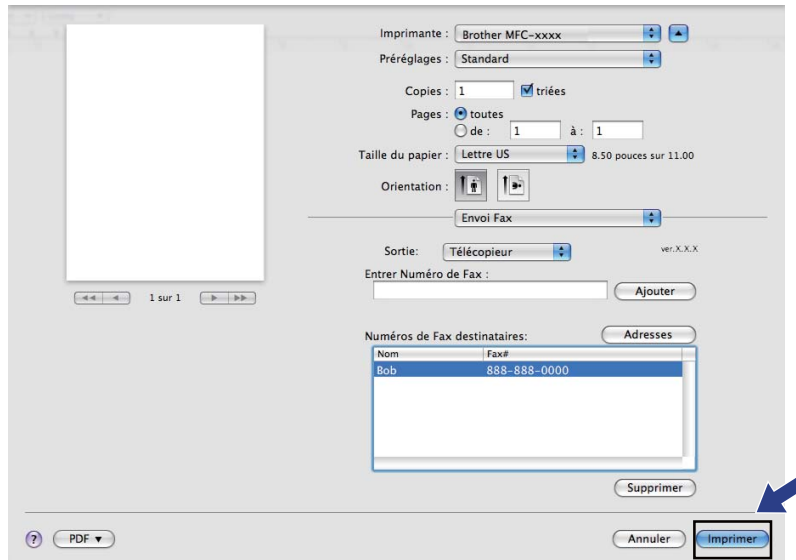 Imprimante : Brother MFC-xxxx
Préréglages : Standard
Copies : 1 triées
Pages : toutes
de : 1 à : 1
Taille du papier : Lettre US 8.50 pouces sur 11.00
Orientation :
Envoi Fax
Sortie: Télécopieur ver.X.X.X
Entrer Numéro de Fax :
Ajouter
1 sur 1
Numéros de Fax destinataires: Adresses
Nom Fax#
Bob 888-888-0000
Supprimer
? PDF Annuler Imprimer